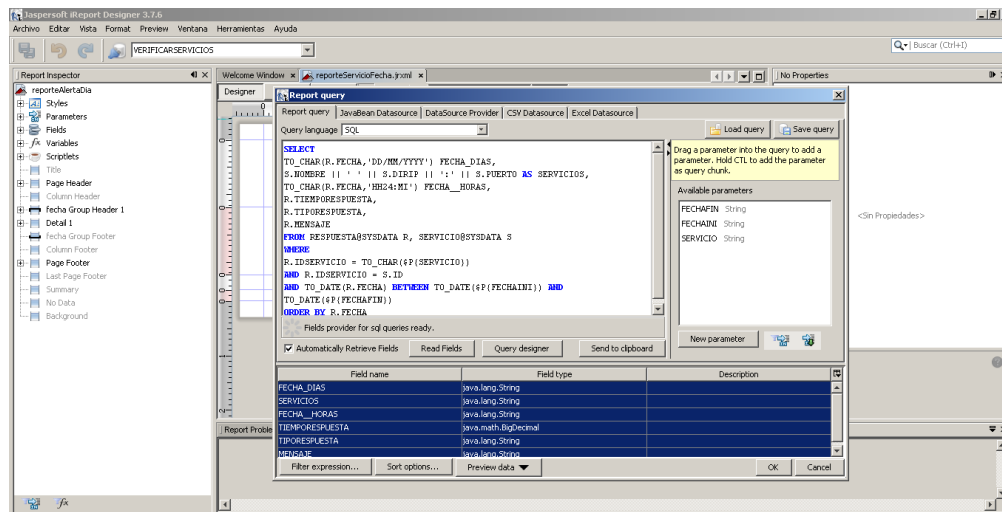 Jaspersoft iReport Designer 3.7.6
Archivo Editar Vista Format Preview Ventana Herramientas Ayuda
VERIFICARSERVICIOS
Buscar (Ctrl+I)
Report Inspector
Welcome Window
reporteServicioFecha.jrxml
No Properties
reporteAlertaDia
Styles
Parameters
Fields
Variables
Scriptlets
Title
Page Header
Column Header
fecha Group Header 1
Detail 1
fecha Group Footer
Column Footer
Page Footer
Last Page Footer
Summary
No Data
Background
Designer
Report query
Report query JavaBean Datasource DataSource Provider CSV Datasource Excel Datasource
Query language SQL
Load query Save query
SELECT
TO_CHAR(R.FECHA,'DD/MM/YYYY') FECHA_DIAS,
S.NOMBRE || ' ' || S.DIRIP || ':' || S.PUERTO AS SERVICIOS,
TO_CHAR(R.FECHA,'HH24:MI') FECHA__HORAS,
R.TIEMPORESPUESTA,
R.TIPORESPUESTA,
R.MENSAJE
FROM RESPUESTA@SYSDATA R, SERVICIO@SYSDATA S
WHERE
R.IDSERVICIO = TO_CHAR($P{SERVICIO})
AND R.IDSERVICIO = S.ID
AND TO_DATE(R.FECHA) BETWEEN TO_DATE($P{FECHAINI}) AND
TO_DATE($P{FECHAFIN})
ORDER BY R.FECHA
Drag a parameter into the query to add a
parameter. Hold CTL to add the parameter
as query chunk.
Available parameters
FECHAFIN String
FECHAINI String
SERVICIO String
<Sin Propiedades>
Fields provider for sql queries ready.
New parameter
Automatically Retrieve Fields Read Fields Query designer Send to clipboard
Field name Field type Description
FECHA_DIAS java.lang.String
SERVICIOS java.lang.String
FECHA__HORAS java.lang.String
TIEMPORESPUESTA java.math.BigDecimal
TIPORESPUESTA java.lang.String
MENSAJE java.lang.String
Report Proble
Filter expression... Sort options... Preview data OK Cancel